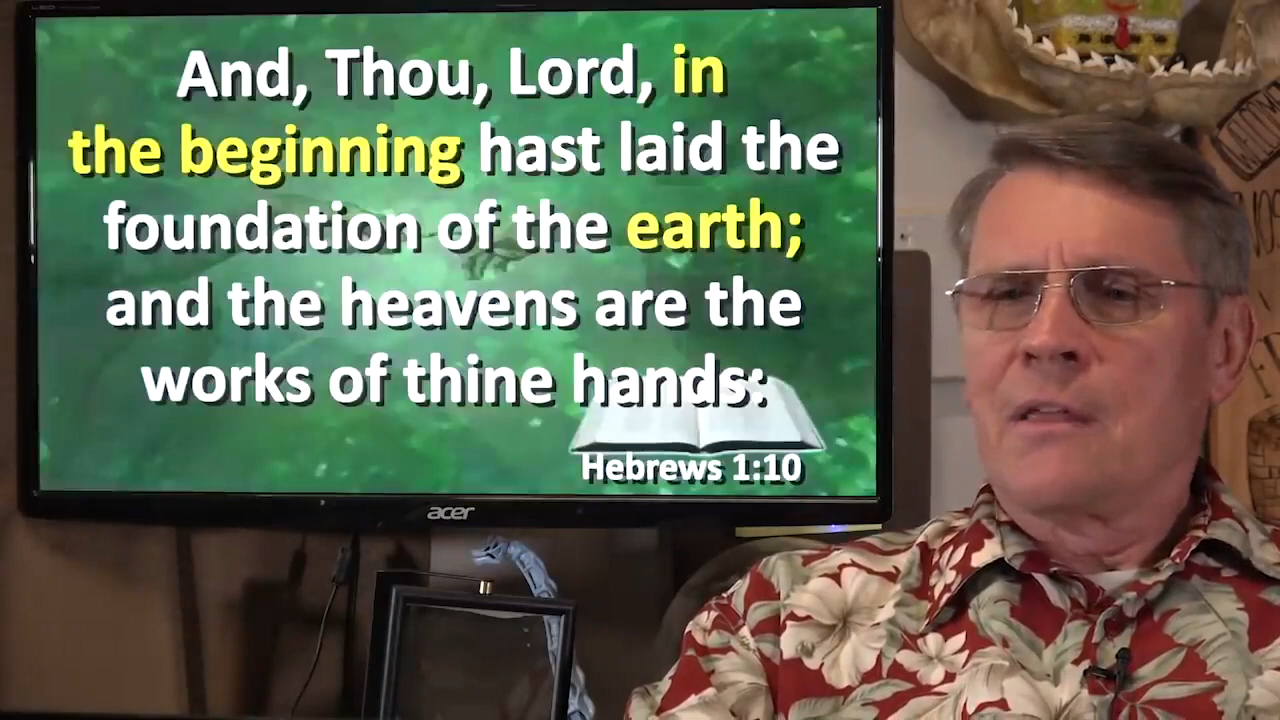 And, Thou, Lord, in
the beginning hast laid the
foundation of the earth;
and the heavens are the
works of thine hands:
Hebrews 1:10
acer